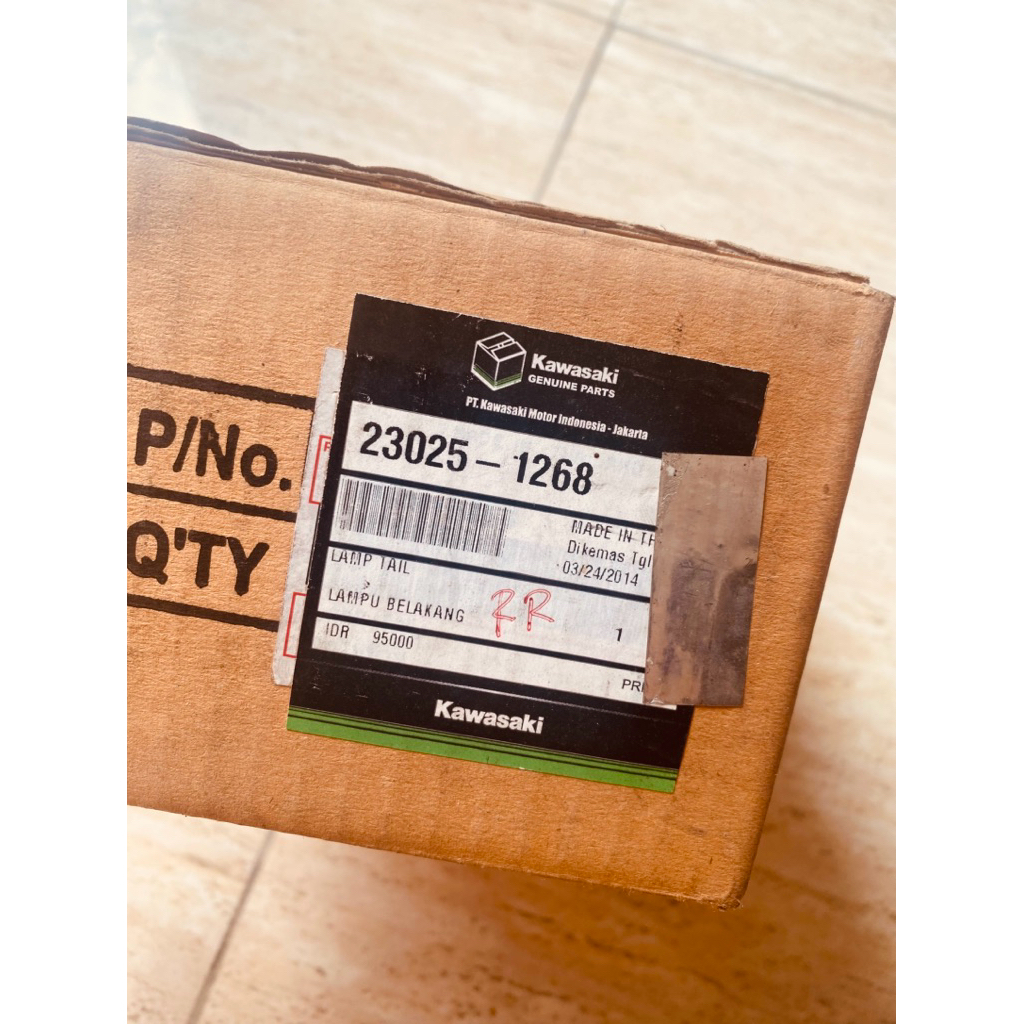 P/No.
Q'TY
Kawasaki
GENUINE PARTS
PT. Kawasaki Motor Indonesia - Jakarta
23025 - 1268
MADE IN
Dikemas Tgl
03/24/2014
LAMP TAIL
LAMPU BELAKANG RR
1
IDR 95000
Kawasaki